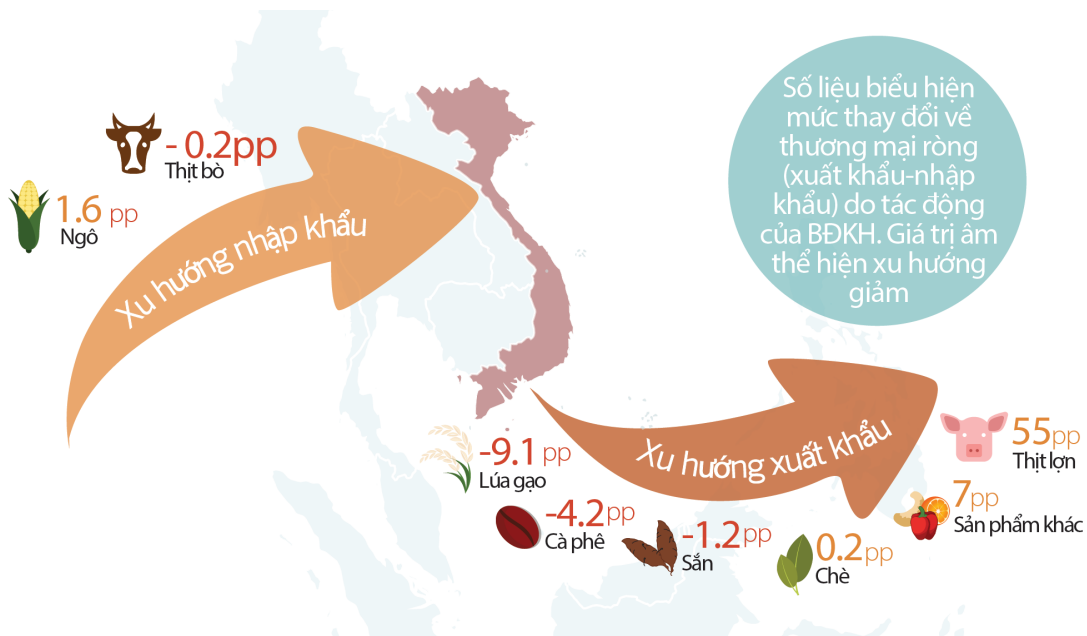 Số liệu biểu hiện
mức thay đổi về
thương mại ròng
(xuất khẩu-nhập
khẩu) do tác động
của BĐKH. Giá trị âm
thể hiện xu hướng
giảm
- 0.2pp
Thịt bò
1.6 pp
Ngô
Xu hướng nhập khẩu
Xu hướng xuất khẩu
-9.1 pp
Lúa gạo
-4.2pp
Cà phê
-1.2pp
Sắn
0.2pp
Chè
7pp
Sản phẩm khác
55pp
Thịt lợn